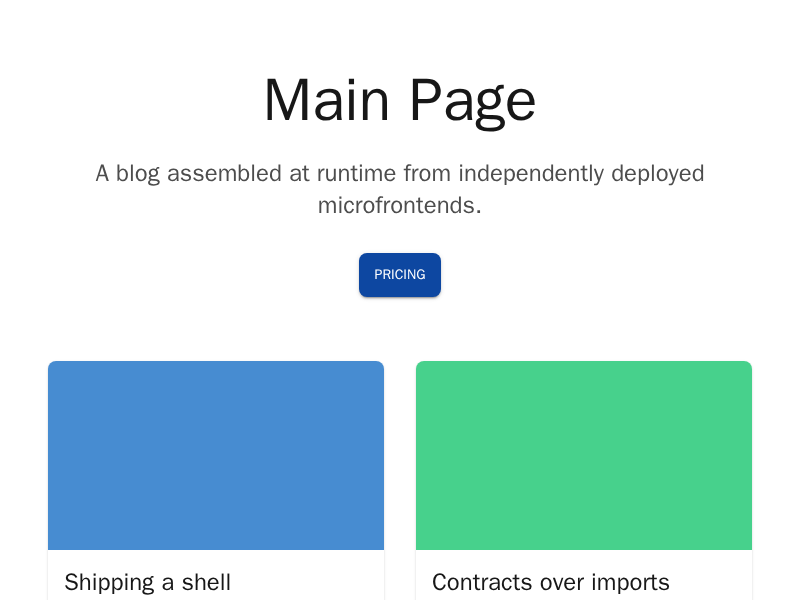 Main Page
A blog assembled at runtime from independently deployed
microfrontends.
PRICING
Shipping a shell
Contracts over imports